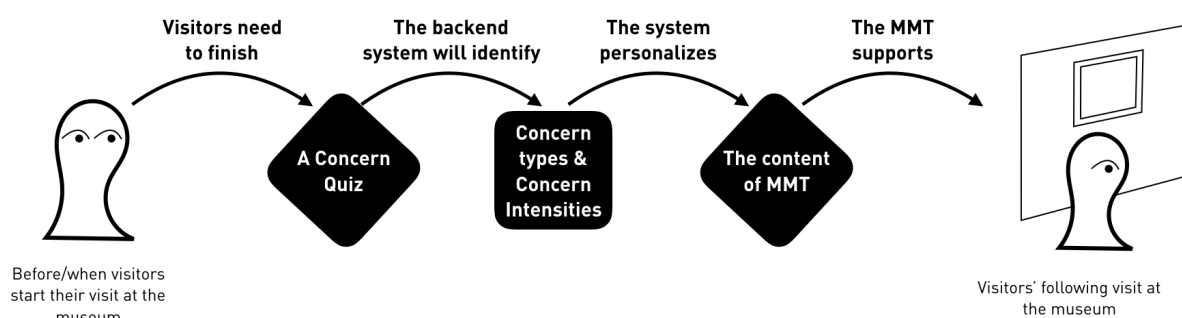 Visitors need
to finish
The backend
system will identify
The system
personalizes
The MMT
supports
A Concern
Quiz
Concern
types &
Concern
Intensities
The content
of MMT
Before/when visitors
start their visit at the
museum
Visitors' following visit at
the museum